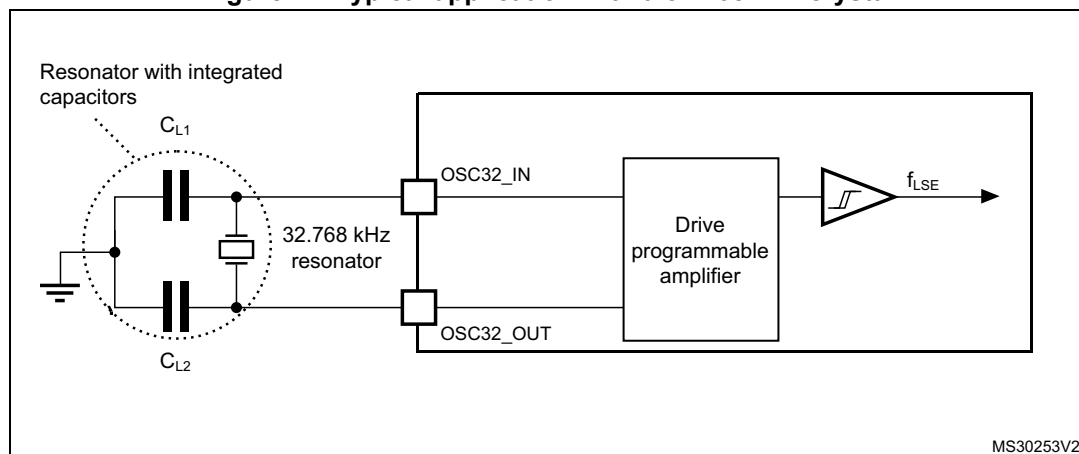 Resonator with integrated
capacitors
CL1
OSC32_IN
fLSE
32.768 kHz
resonator
Drive
programmable
amplifier
OSC32_OUT
CL2
MS30253V2